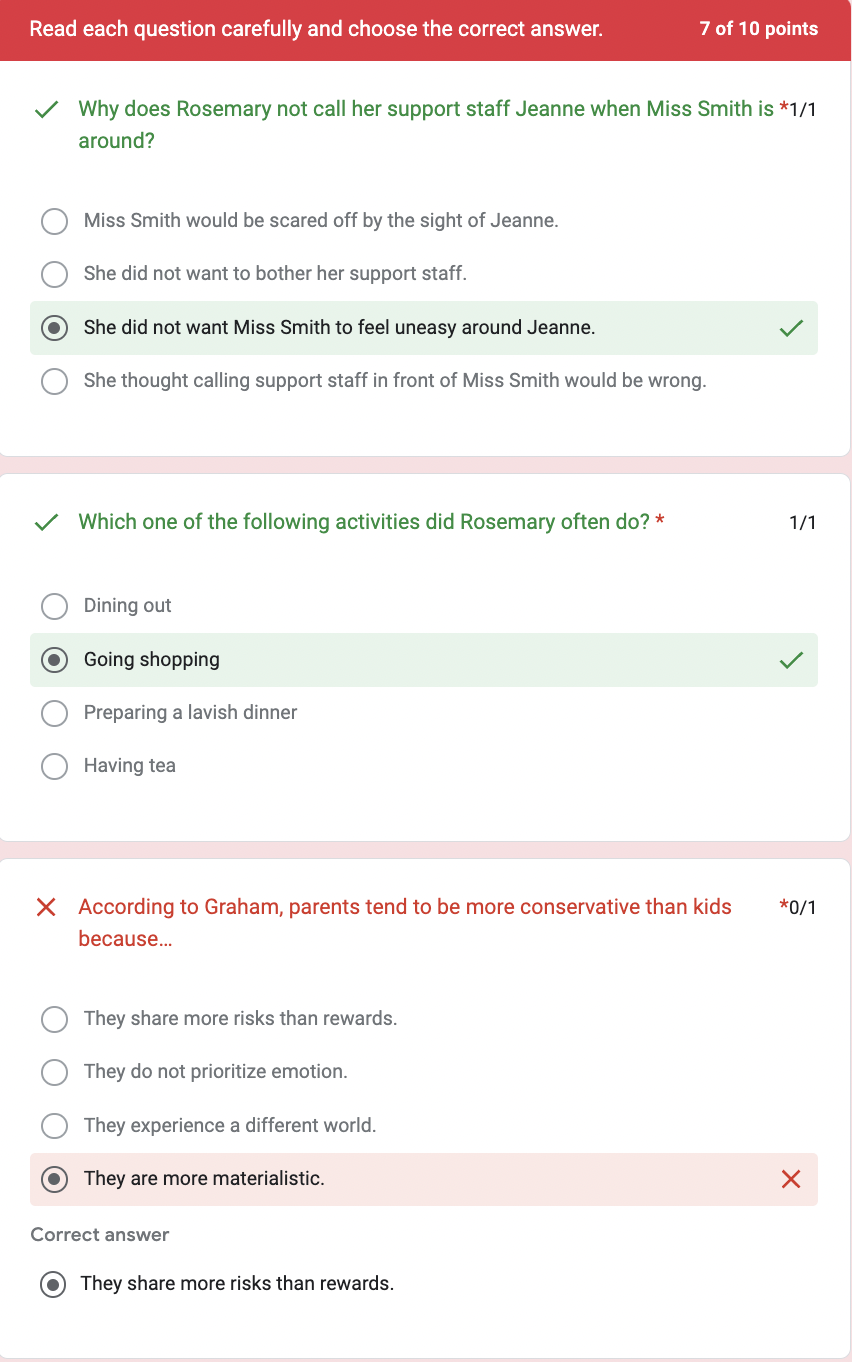 Read each question carefully and choose the correct answer. 7 of 10 points
Why does Rosemary not call her support staff Jeanne when Miss Smith is *1/1
around?
Miss Smith would be scared off by the sight of Jeanne.
She did not want to bother her support staff.
She did not want Miss Smith to feel uneasy around Jeanne.
She thought calling support staff in front of Miss Smith would be wrong.
Which one of the following activities did Rosemary often do? * 1/1
Dining out
Going shopping
Preparing a lavish dinner
Having tea
According to Graham, parents tend to be more conservative than kids *0/1
because...
They share more risks than rewards.
They do not prioritize emotion.
They experience a different world.
They are more materialistic.
Correct answer
They share more risks than rewards.